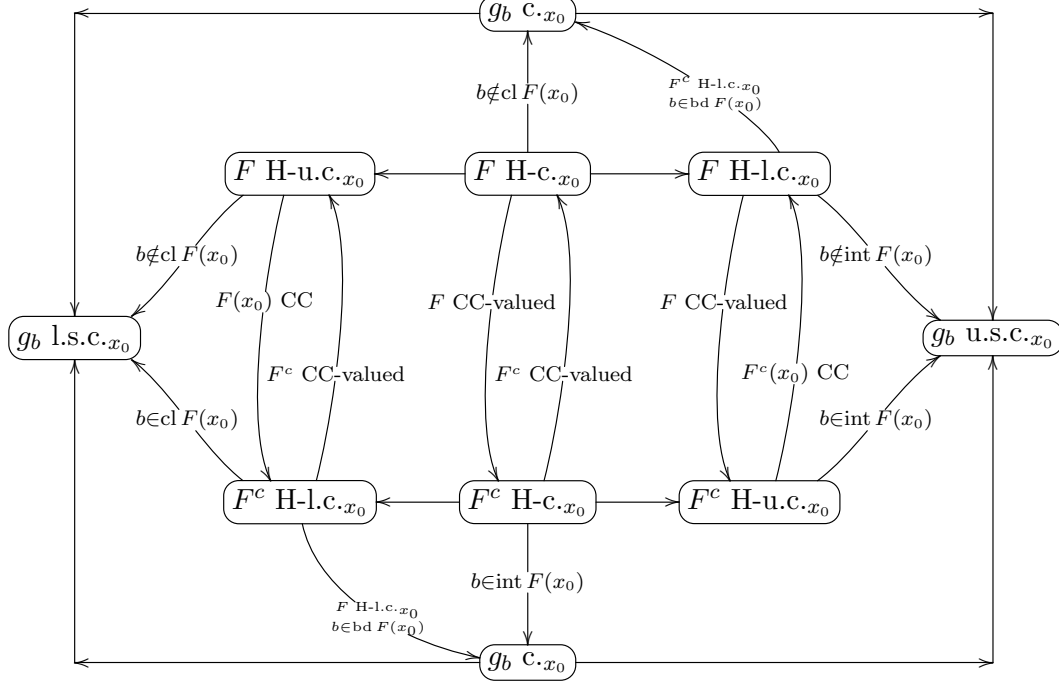 g_b c._{x_0}
F^c H-l.c._{x_0}
b∈bd F(x_0)
b∉cl F(x_0)
F H-u.c._{x_0}
F H-c._{x_0}
F H-l.c._{x_0}
b∉cl F(x_0)
b∉int F(x_0)
F(x_0) CC
F CC-valued
F CC-valued
g_b l.s.c._{x_0}
g_b u.s.c._{x_0}
F^c CC-valued
F^c CC-valued
F^c(x_0) CC
b∈cl F(x_0)
b∈int F(x_0)
F^c H-l.c._{x_0}
F^c H-c._{x_0}
F^c H-u.c._{x_0}
b∈int F(x_0)
F H-l.c._{x_0}
b∈bd F(x_0)
g_b c._{x_0}